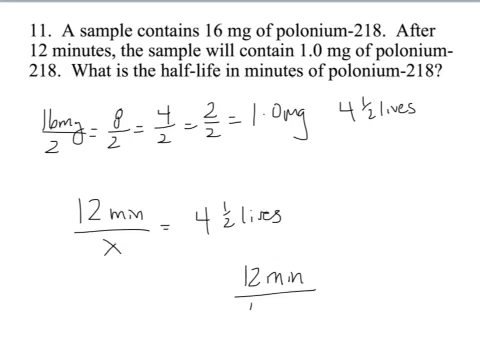 11. A sample contains 16 mg of polonium-218. After
12 minutes, the sample will contain 1.0 mg of polonium-
218. What is the half-life in minutes of polonium-218?
16mg/2 = 8/2 = 4/2 = 2/2 = 1.0mg 4 ½ lives
12 min/x = 4 ½ lives
12 min